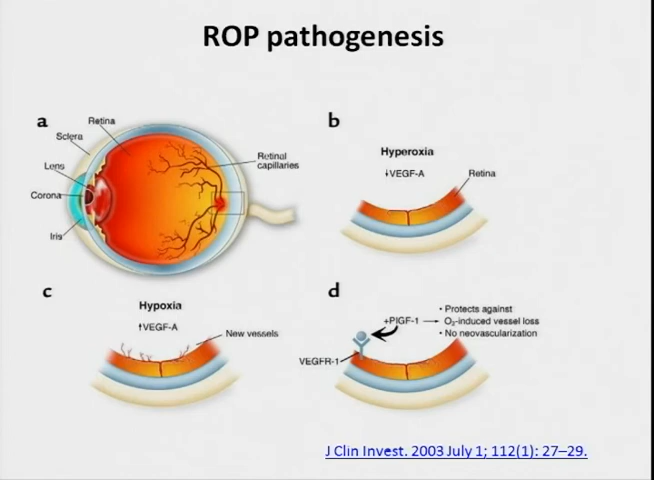 ROP pathogenesis
a
Retina
Sclera
Lens
Corona
Iris
Retinal
capillaries
b
Hyperoxia
↓VEGF-A
Retina
c
Hypoxia
↑VEGF-A
New vessels
d
+PlGF-1
• Protects against
O₂-induced vessel loss
• No neovascularization
VEGFR-1
J Clin Invest. 2003 July 1; 112(1): 27–29.